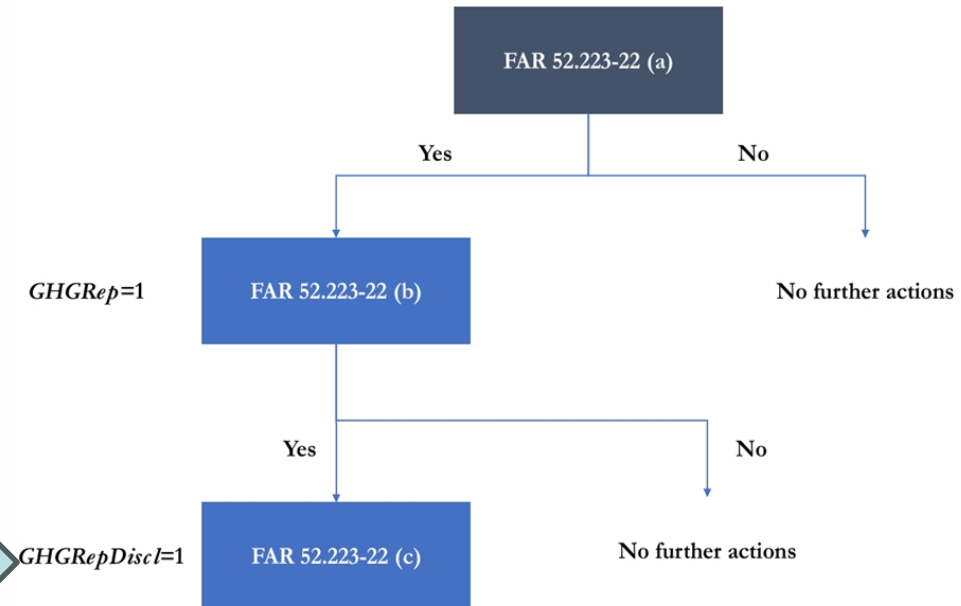 FAR 52.223-22 (a)
Yes
No
GHGRep=1
FAR 52.223-22 (b)
No further actions
Yes
No
GHGRepDiscl=1
FAR 52.223-22 (c)
No further actions